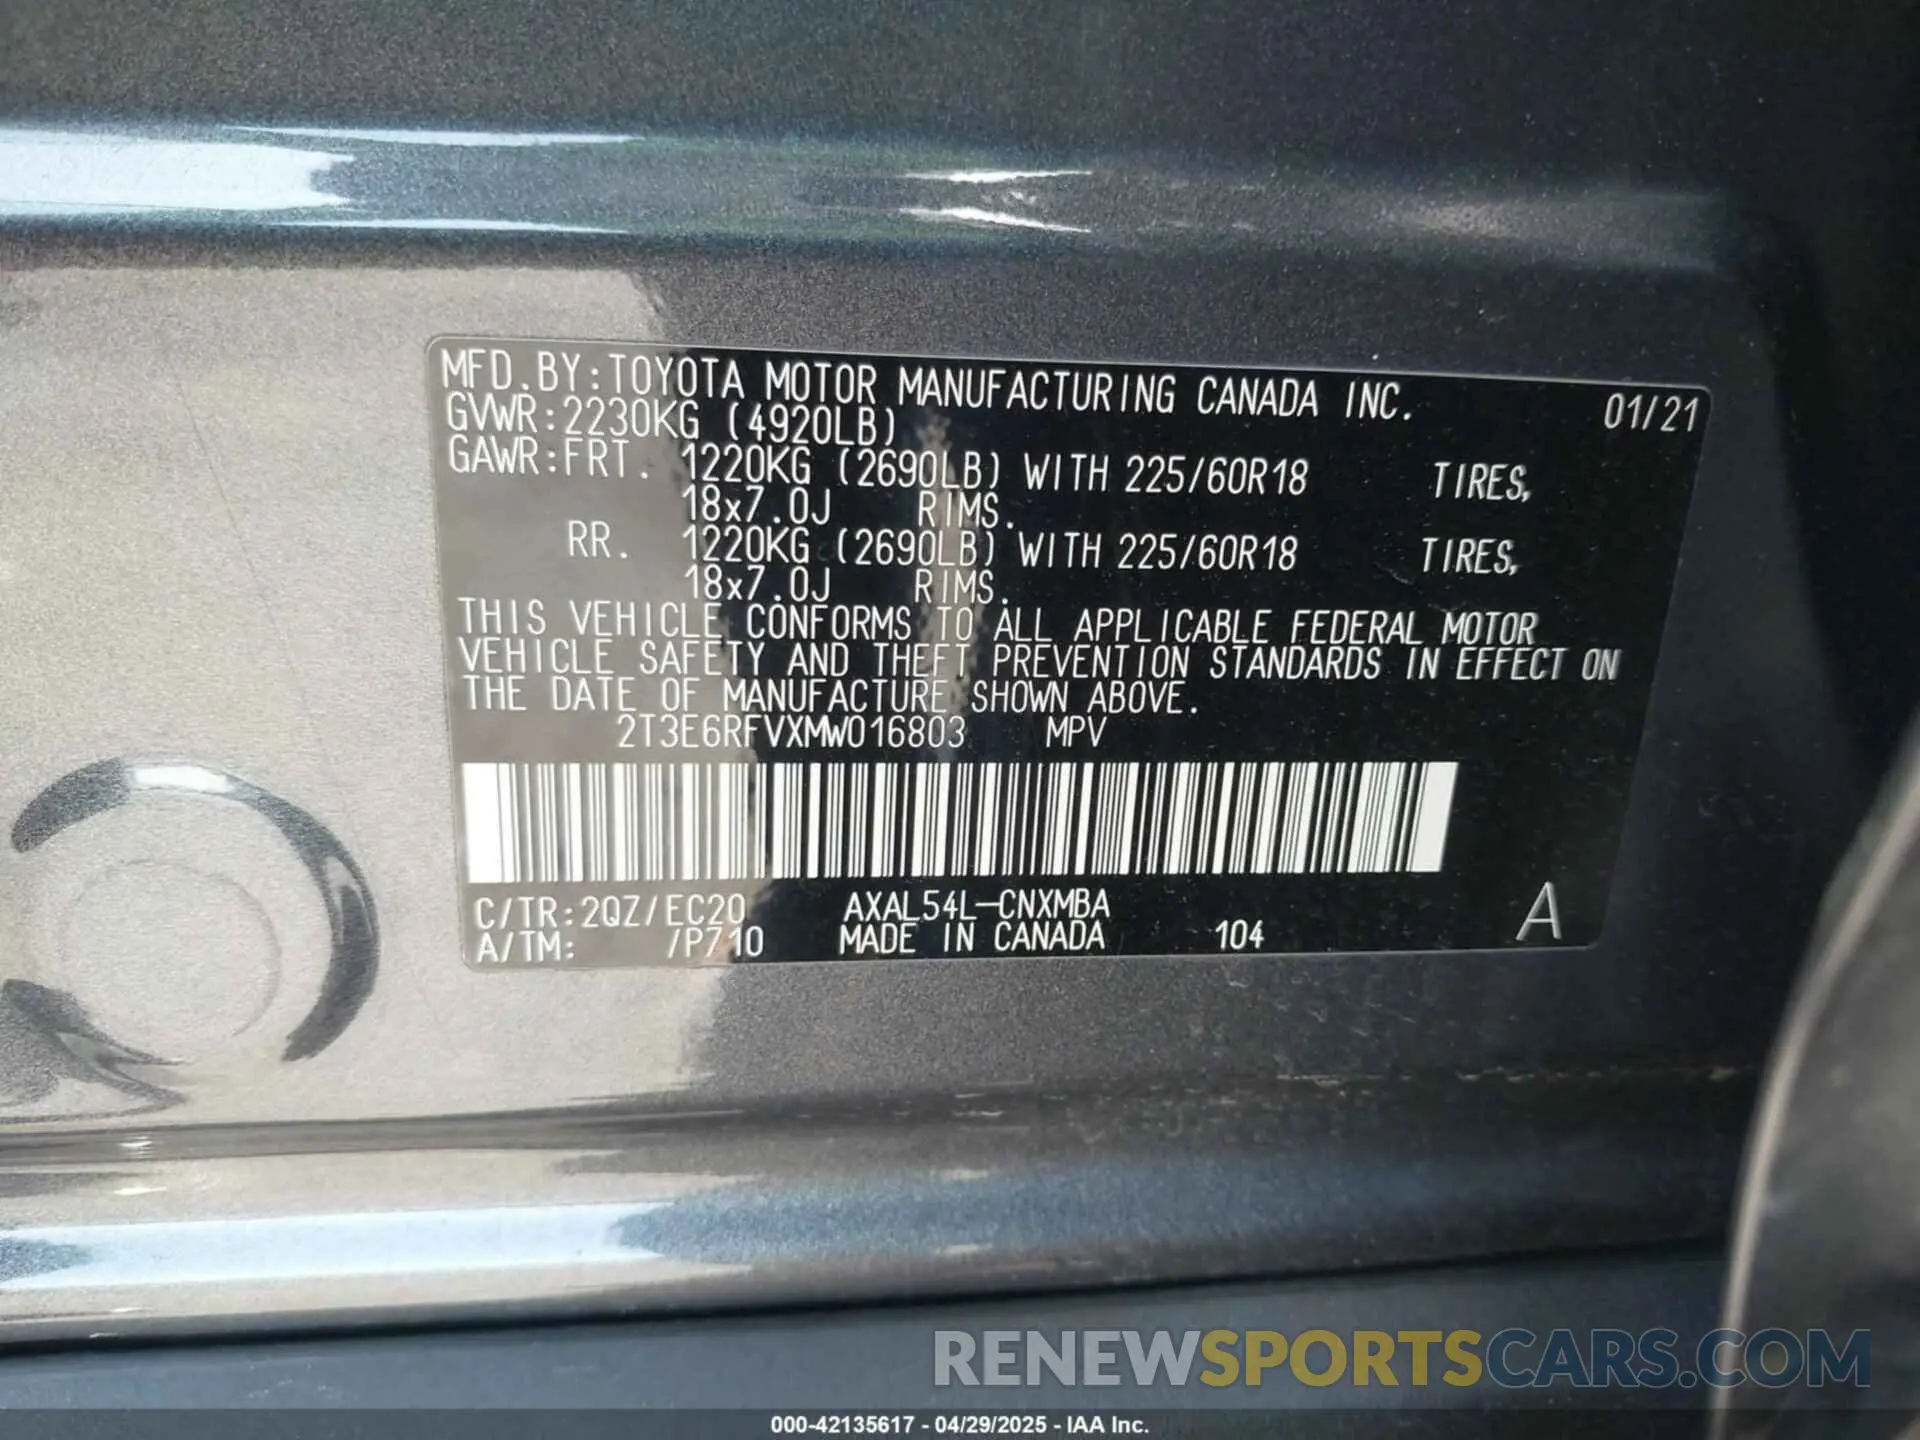 MFD.BY:TOYOTA MOTOR MANUFACTURING CANADA INC. 01/21
GVWR:2230KG (4920LB)
GAWR:FRT. 1220KG (2690LB) WITH 225/60R18 TIRES,
18x7.0J RIMS.
RR. 1220KG (2690LB) WITH 225/60R18 TIRES,
18x7.0J RIMS.
THIS VEHICLE CONFORMS TO ALL APPLICABLE FEDERAL MOTOR
VEHICLE SAFETY AND THEFT PREVENTION STANDARDS IN EFFECT ON
THE DATE OF MANUFACTURE SHOWN ABOVE.
2T3E6RFVXMW016803 MPV
C/TR:2QZ/EC20 AXAL54L-CNXMBA
A/TM: /P710 MADE IN CANADA 104 A
RENEWSPORTSCARS.COM
000-42135617 - 04/29/2025 - IAA Inc.